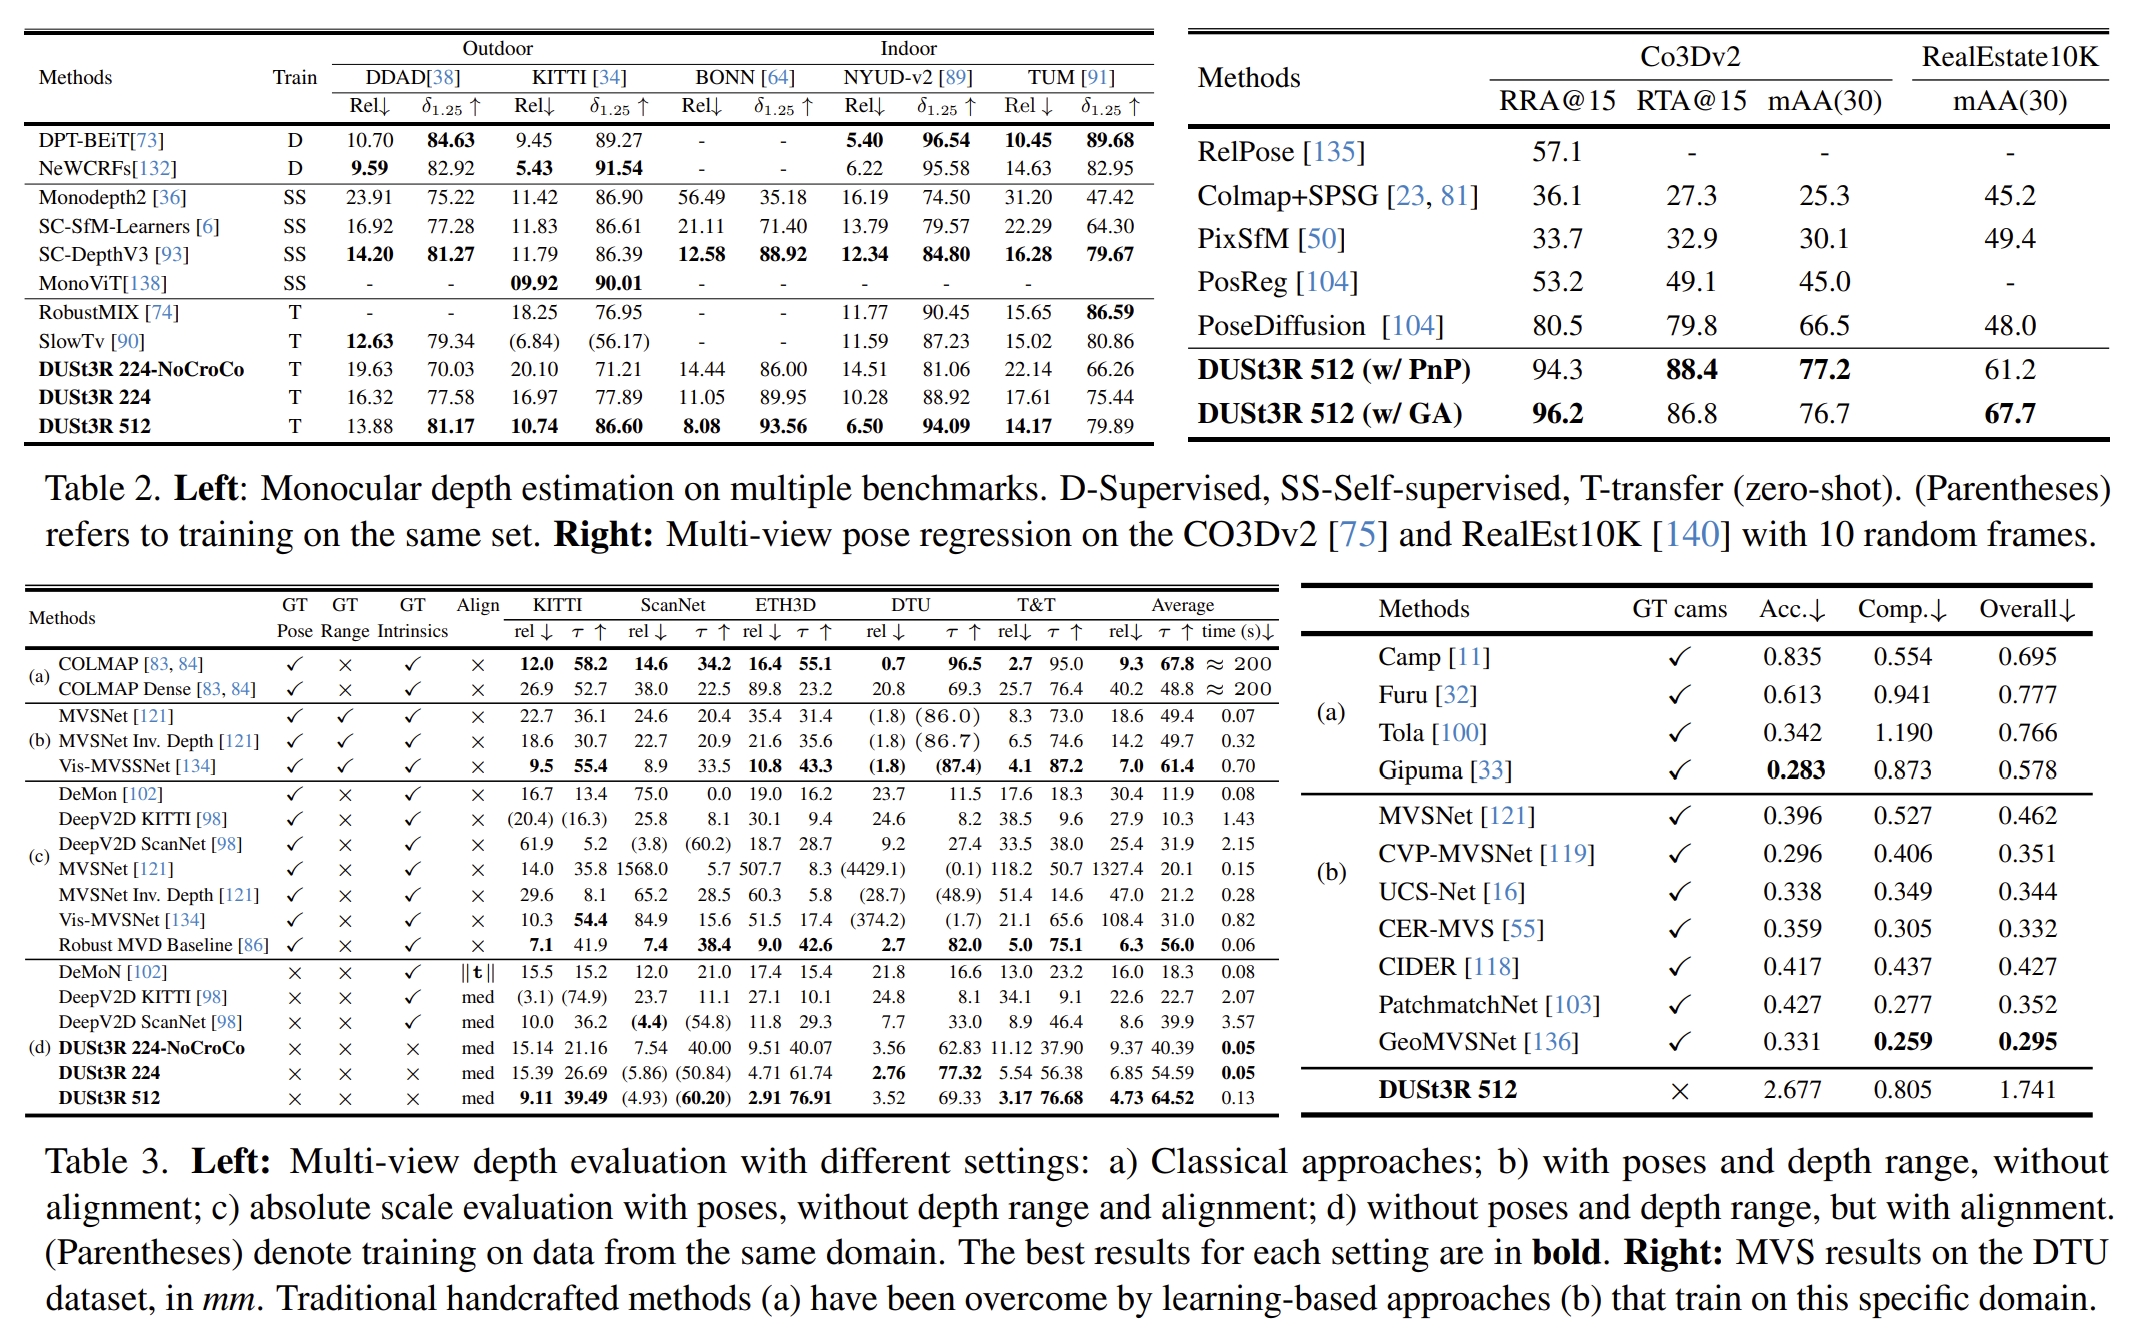 Outdoor Indoor
Methods Train DDAD[38] KITTI [34] BONN [64] NYUD-v2 [89] TUM [91]
Rel↓ δ1.25 ↑ Rel↓ δ1.25 ↑ Rel↓ δ1.25 ↑ Rel↓ δ1.25 ↑ Rel ↓ δ1.25 ↑
DPT-BEiT[73] D 10.70 84.63 9.45 89.27 - - 5.40 96.54 10.45 89.68
NeWCRFs[132] D 9.59 82.92 5.43 91.54 - - 6.22 95.58 14.63 82.95
Monodepth2 [36] SS 23.91 75.22 11.42 86.90 56.49 35.18 16.19 74.50 31.20 47.42
SC-SfM-Learners [6] SS 16.92 77.28 11.83 86.61 21.11 71.40 13.79 79.57 22.29 64.30
SC-DepthV3 [93] SS 14.20 81.27 11.79 86.39 12.58 88.92 12.34 84.80 16.28 79.67
MonoViT[138] SS - - 09.92 90.01 - - - - -
RobustMIX [74] T - - 18.25 76.95 - - 11.77 90.45 15.65 86.59
SlowTv [90] T 12.63 79.34 (6.84) (56.17) - - 11.59 87.23 15.02 80.86
DUSt3R 224-NoCroCo T 19.63 70.03 20.10 71.21 14.44 86.00 14.51 81.06 22.14 66.26
DUSt3R 224 T 16.32 77.58 16.97 77.89 11.05 89.95 10.28 88.92 17.61 75.44
DUSt3R 512 T 13.88 81.17 10.74 86.60 8.08 93.56 6.50 94.09 14.17 79.89
Methods Co3Dv2 RealEstate10K
RRA@15 RTA@15 mAA(30) mAA(30)
RelPose [135] 57.1 - - -
Colmap+SPSG [23, 81] 36.1 27.3 25.3 45.2
PixSfM [50] 33.7 32.9 30.1 49.4
PosReg [104] 53.2 49.1 45.0 -
PoseDiffusion [104] 80.5 79.8 66.5 48.0
DUSt3R 512 (w/ PnP) 94.3 88.4 77.2 61.2
DUSt3R 512 (w/ GA) 96.2 86.8 76.7 67.7
Table 2. Left: Monocular depth estimation on multiple benchmarks. D-Supervised, SS-Self-supervised, T-transfer (zero-shot). (Parentheses)
refers to training on the same set. Right: Multi-view pose regression on the CO3Dv2 [75] and RealEst10K [140] with 10 random frames.
Methods GT GT GT Align KITTI ScanNet ETH3D DTU T&T Average
Pose Range Intrinsics rel ↓ τ ↑ rel ↓ τ ↑ rel ↓ τ ↑ rel ↓ τ ↑ rel↓ τ ↑ rel↓ τ ↑ time (s)↓
(a) COLMAP [83, 84] ✓ × ✓ × 12.0 58.2 14.6 34.2 16.4 55.1 0.7 96.5 2.7 95.0 9.3 67.8 ≈ 200
COLMAP Dense [83, 84] ✓ × ✓ × 26.9 52.7 38.0 22.5 89.8 23.2 20.8 69.3 25.7 76.4 40.2 48.8 ≈ 200
MVSNet [121] ✓ ✓ ✓ × 22.7 36.1 24.6 20.4 35.4 31.4 (1.8) (86.0) 8.3 73.0 18.6 49.4 0.07
(b) MVSNet Inv. Depth [121] ✓ ✓ ✓ × 18.6 30.7 22.7 20.9 21.6 35.6 (1.8) (86.7) 6.5 74.6 14.2 49.7 0.32
Vis-MVSSNet [134] ✓ ✓ ✓ × 9.5 55.4 8.9 33.5 10.8 43.3 (1.8) (87.4) 4.1 87.2 7.0 61.4 0.70
DeMon [102] ✓ × ✓ × 16.7 13.4 75.0 0.0 19.0 16.2 23.7 11.5 17.6 18.3 30.4 11.9 0.08
DeepV2D KITTI [98] ✓ × ✓ × (20.4) (16.3) 25.8 8.1 30.1 9.4 24.6 8.2 38.5 9.6 27.9 10.3 1.43
DeepV2D ScanNet [98] ✓ × ✓ × 61.9 5.2 (3.8) (60.2) 18.7 28.7 9.2 27.4 33.5 38.0 25.4 31.9 2.15
(c) MVSNet [121] ✓ × ✓ × 14.0 35.8 1568.0 5.7 507.7 8.3 (4429.1) (0.1) 118.2 50.7 1327.4 20.1 0.15
MVSNet Inv. Depth [121] ✓ × ✓ × 29.6 8.1 65.2 28.5 60.3 5.8 (28.7) (48.9) 51.4 14.6 47.0 21.2 0.28
Vis-MVSNet [134] ✓ × ✓ × 10.3 54.4 84.9 15.6 51.5 17.4 (374.2) (1.7) 21.1 65.6 108.4 31.0 0.82
Robust MVD Baseline [86] ✓ × ✓ × 7.1 41.9 7.4 38.4 9.0 42.6 2.7 82.0 5.0 75.1 6.3 56.0 0.06
DeMoN [102] × × ✓ ||t|| 15.5 15.2 12.0 21.0 17.4 15.4 21.8 16.6 13.0 23.2 16.0 18.3 0.08
DeepV2D KITTI [98] × × ✓ med (3.1) (74.9) 23.7 11.1 27.1 10.1 24.8 8.1 34.1 9.1 22.6 22.7 2.07
DeepV2D ScanNet [98] × × ✓ med 10.0 36.2 (4.4) (54.8) 11.8 29.3 7.7 33.0 8.9 46.4 8.6 39.9 3.57
(d) DUSt3R 224-NoCroCo × × × med 15.14 21.16 7.54 40.00 9.51 40.07 3.56 62.83 11.12 37.90 9.37 40.39 0.05
DUSt3R 224 × × × med 15.39 26.69 (5.86) (50.84) 4.71 61.74 2.76 77.32 5.54 56.38 6.85 54.59 0.05
DUSt3R 512 × × × med 9.11 39.49 (4.93) (60.20) 2.91 76.91 3.52 69.33 3.17 76.68 4.73 64.52 0.13
Methods GT cams Acc.↓ Comp.↓ Overall↓
Camp [11] ✓ 0.835 0.554 0.695
Furu [32] ✓ 0.613 0.941 0.777
(a)
Tola [100] ✓ 0.342 1.190 0.766
Gipuma [33] ✓ 0.283 0.873 0.578
MVSNet [121] ✓ 0.396 0.527 0.462
CVP-MVSNet [119] ✓ 0.296 0.406 0.351
(b)
UCS-Net [16] ✓ 0.338 0.349 0.344
CER-MVS [55] ✓ 0.359 0.305 0.332
CIDER [118] ✓ 0.417 0.437 0.427
PatchmatchNet [103] ✓ 0.427 0.277 0.352
GeoMVSNet [136] ✓ 0.331 0.259 0.295
DUSt3R 512 × 2.677 0.805 1.741
Table 3. Left: Multi-view depth evaluation with different settings: a) Classical approaches; b) with poses and depth range, without
alignment; c) absolute scale evaluation with poses, without depth range and alignment; d) without poses and depth range, but with alignment.
(Parentheses) denote training on data from the same domain. The best results for each setting are in bold. Right: MVS results on the DTU
dataset, in mm. Traditional handcrafted methods (a) have been overcome by learning-based approaches (b) that train on this specific domain.